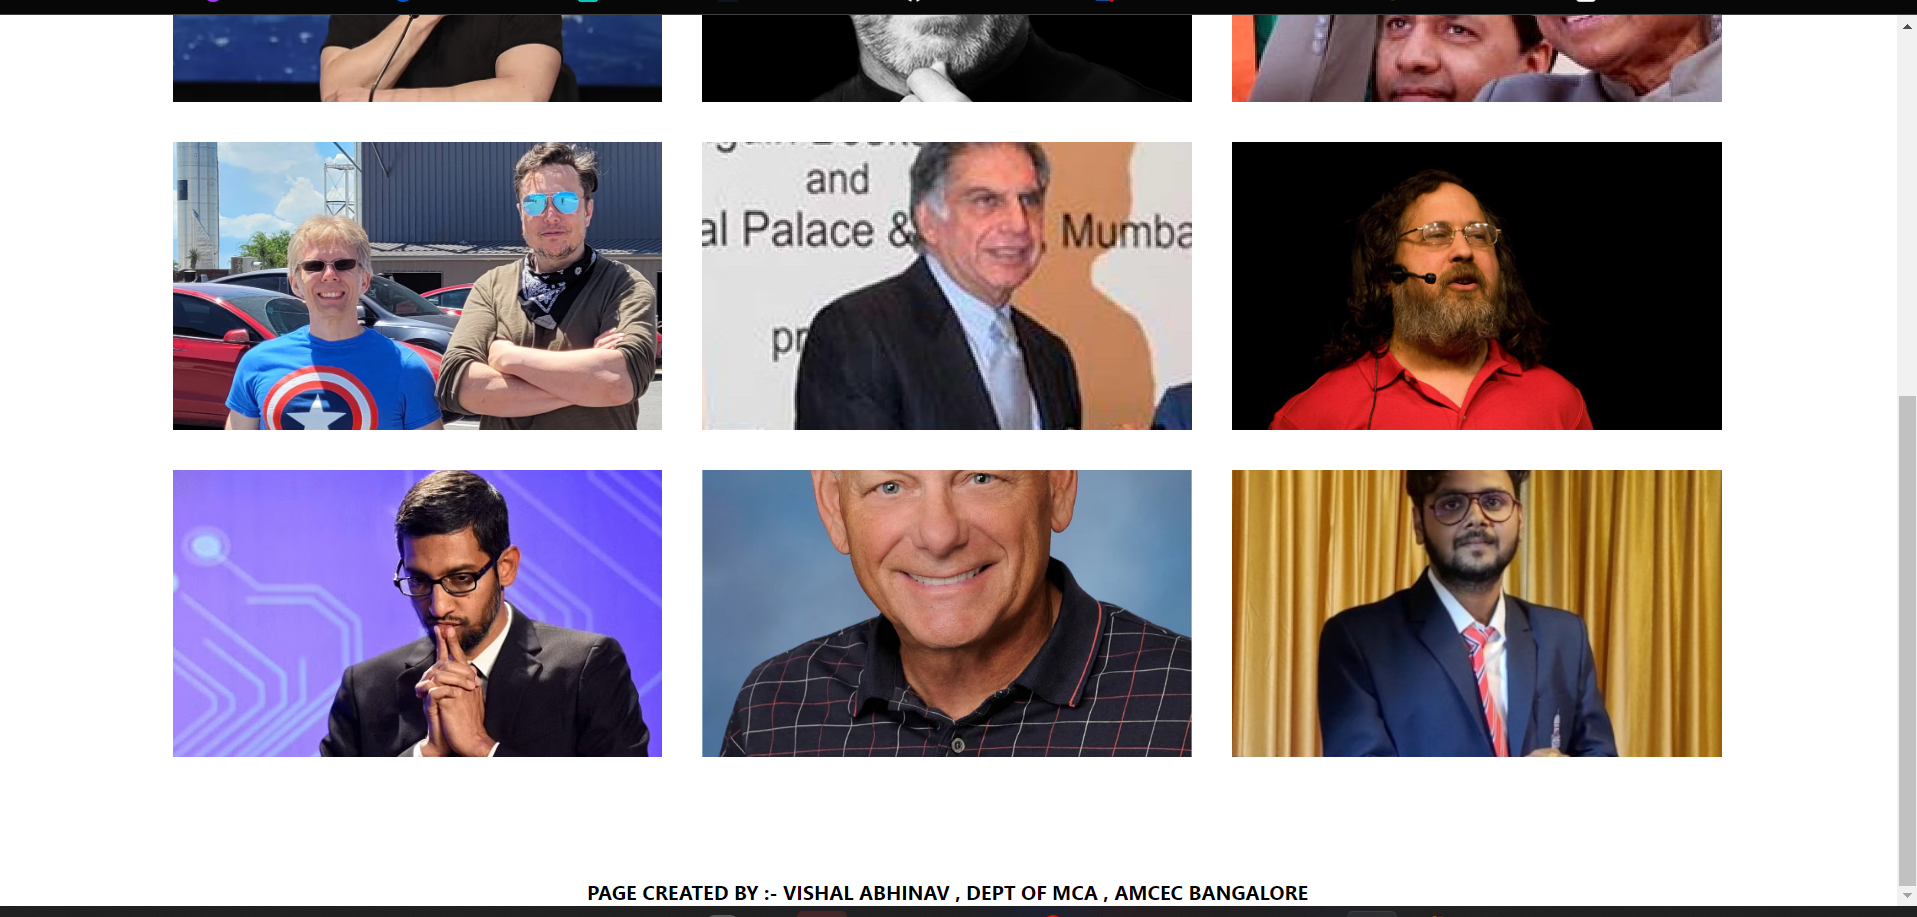 and
al Palace & , Mumba
pr
PAGE CREATED BY :- VISHAL ABHINAV , DEPT OF MCA , AMCEC BANGALORE